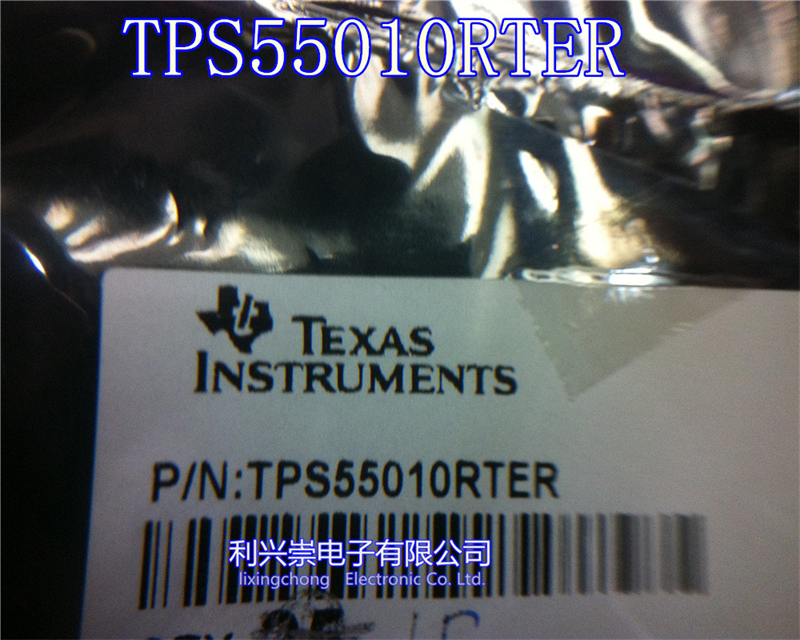 TPS55010RTER
TEXAS
INSTRUMENTS
P/N:TPS55010RTER
利兴崇电子有限公司
lixingchong Electronic Co. Ltd.